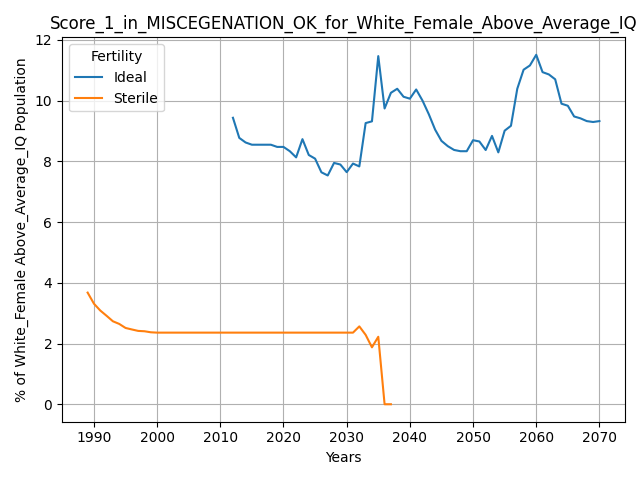 Score_1_in_MISCEGENATION_OK_for_White_Female_Above_Average_IQ
% of White_Female Above_Average_IQ Population
Fertility
Ideal
Sterile
12
10
8
6
4
2
0
1990 2000 2010 2020 2030 2040 2050 2060 2070
Years